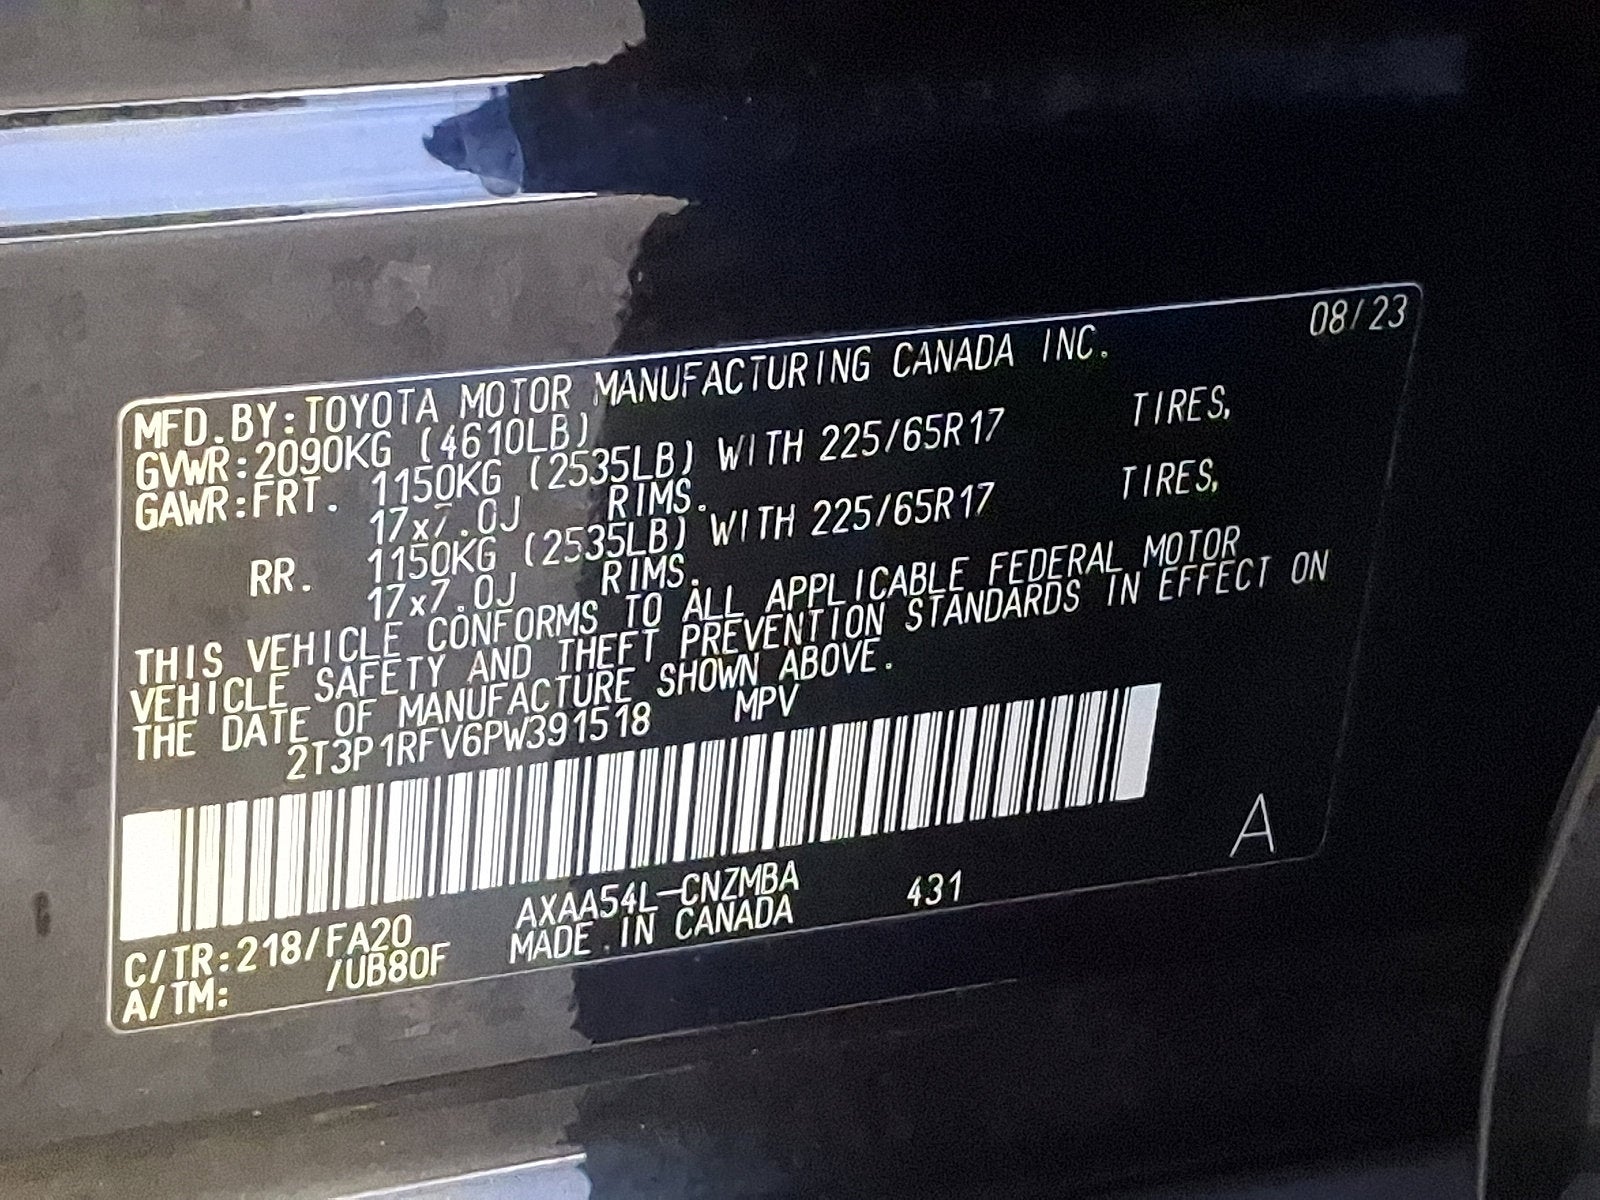 08/23
MFD.BY:TOYOTA MOTOR MANUFACTURING CANADA INC.
GVWR:2090KG (4610LB)
GAWR:FRT. 1150KG (2535LB) WITH 225/65R17 TIRES,
17x7.0J RIMS.
RR. 1150KG (2535LB) WITH 225/65R17 TIRES,
17x7.0J RIMS.
THIS VEHICLE CONFORMS TO ALL APPLICABLE FEDERAL MOTOR
VEHICLE SAFETY AND THEFT PREVENTION STANDARDS IN EFFECT ON
THE DATE OF MANUFACTURE SHOWN ABOVE.
2T3P1RFV6PW391518 MPV
A
C/TR:218/FA20 AXAA54L-CNZMBA 431
A/TM: /UB80F MADE IN CANADA